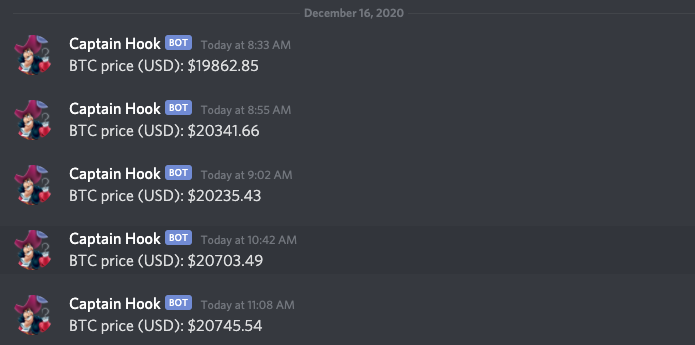 December 16, 2020
Captain Hook BOT Today at 8:33 AM
BTC price (USD): $19862.85
Captain Hook BOT Today at 8:55 AM
BTC price (USD): $20341.66
Captain Hook BOT Today at 9:02 AM
BTC price (USD): $20235.43
Captain Hook BOT Today at 10:42 AM
BTC price (USD): $20703.49
Captain Hook BOT Today at 11:08 AM
BTC price (USD): $20745.54